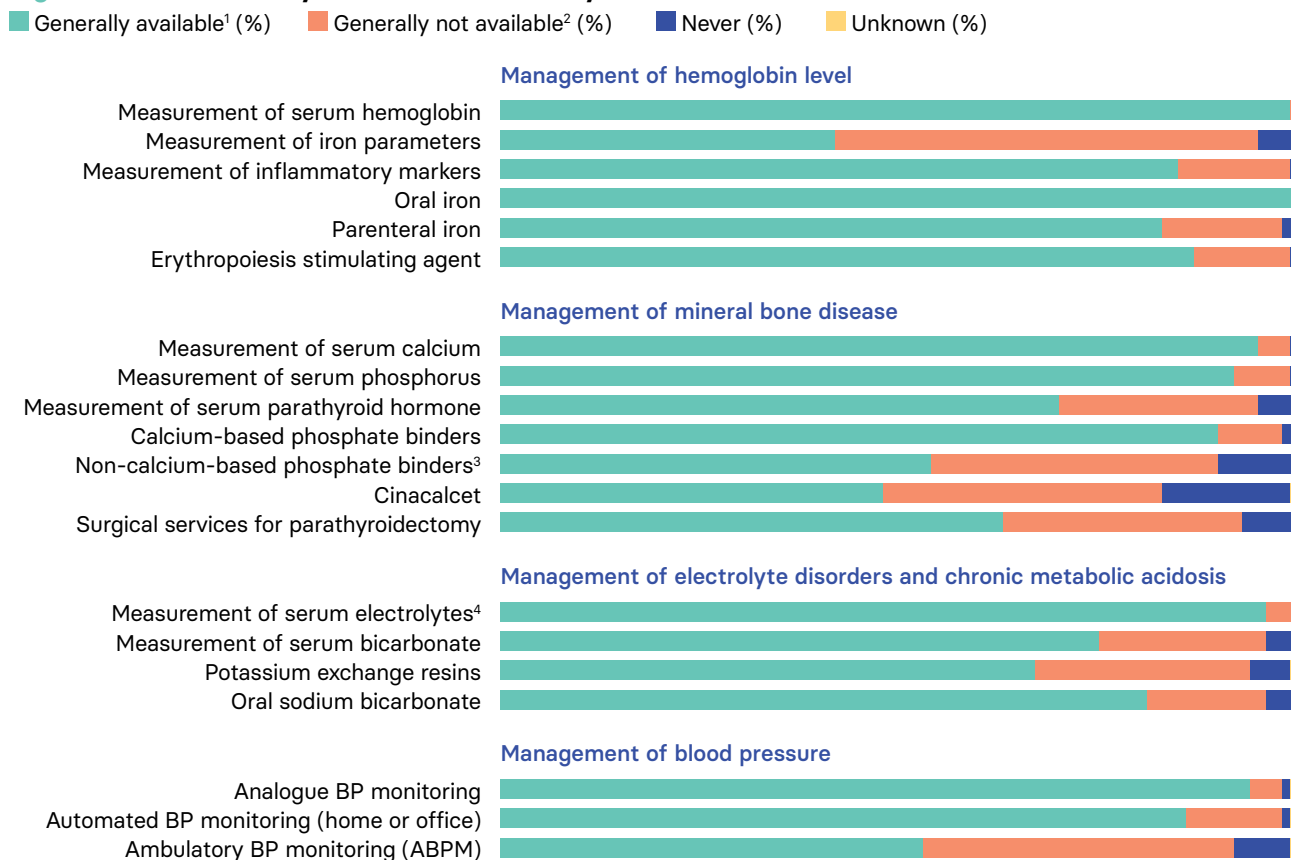 Generally available¹ (%) Generally not available² (%) Never (%) Unknown (%)
Management of hemoglobin level
Measurement of serum hemoglobin
Measurement of iron parameters
Measurement of inflammatory markers
Oral iron
Parenteral iron
Erythropoiesis stimulating agent
Management of mineral bone disease
Measurement of serum calcium
Measurement of serum phosphorus
Measurement of serum parathyroid hormone
Calcium-based phosphate binders
Non-calcium-based phosphate binders³
Cinacalcet
Surgical services for parathyroidectomy
Management of electrolyte disorders and chronic metabolic acidosis
Measurement of serum electrolytes⁴
Measurement of serum bicarbonate
Potassium exchange resins
Oral sodium bicarbonate
Management of blood pressure
Analogue BP monitoring
Automated BP monitoring (home or office)
Ambulatory BP monitoring (ABPM)